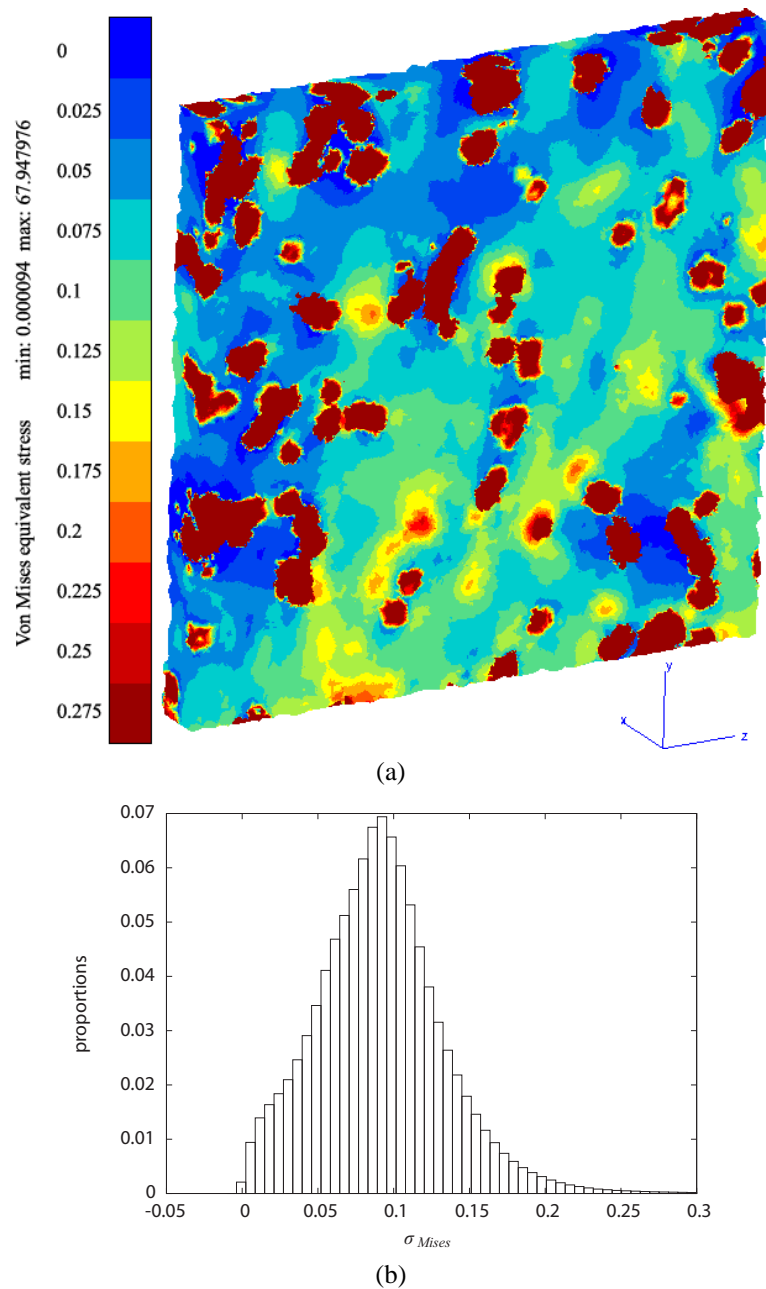 0
0.025
0.05
0.075
0.1
0.125
0.15
0.175
0.2
0.225
0.25
0.275
Von Mises equivalent stress min: 0.000094 max: 67.947976
y
x
z
(a)
0.07
0.06
0.05
0.04
0.03
0.02
0.01
0
proportions
-0.05 0 0.05 0.1 0.15 0.2 0.25 0.3
σ Mises
(b)